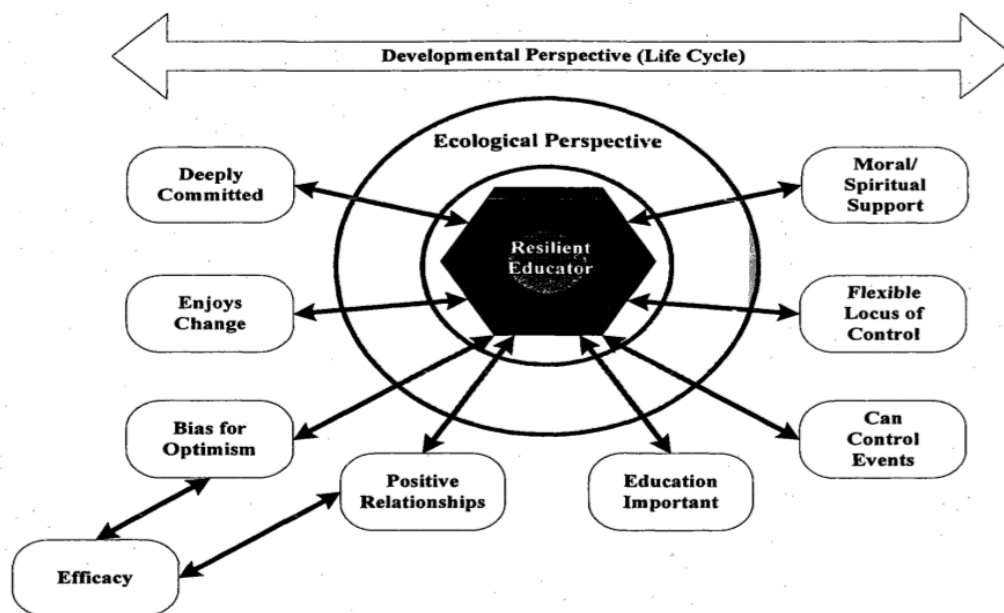 Developmental Perspective (Life Cycle)
Ecological Perspective
Deeply
Committed
Moral/
Spiritual
Support
Resilient
Educator
Enjoys
Change
Flexible
Locus of
Control
Bias for
Optimism
Can
Control
Events
Positive
Relationships
Education
Important
Efficacy